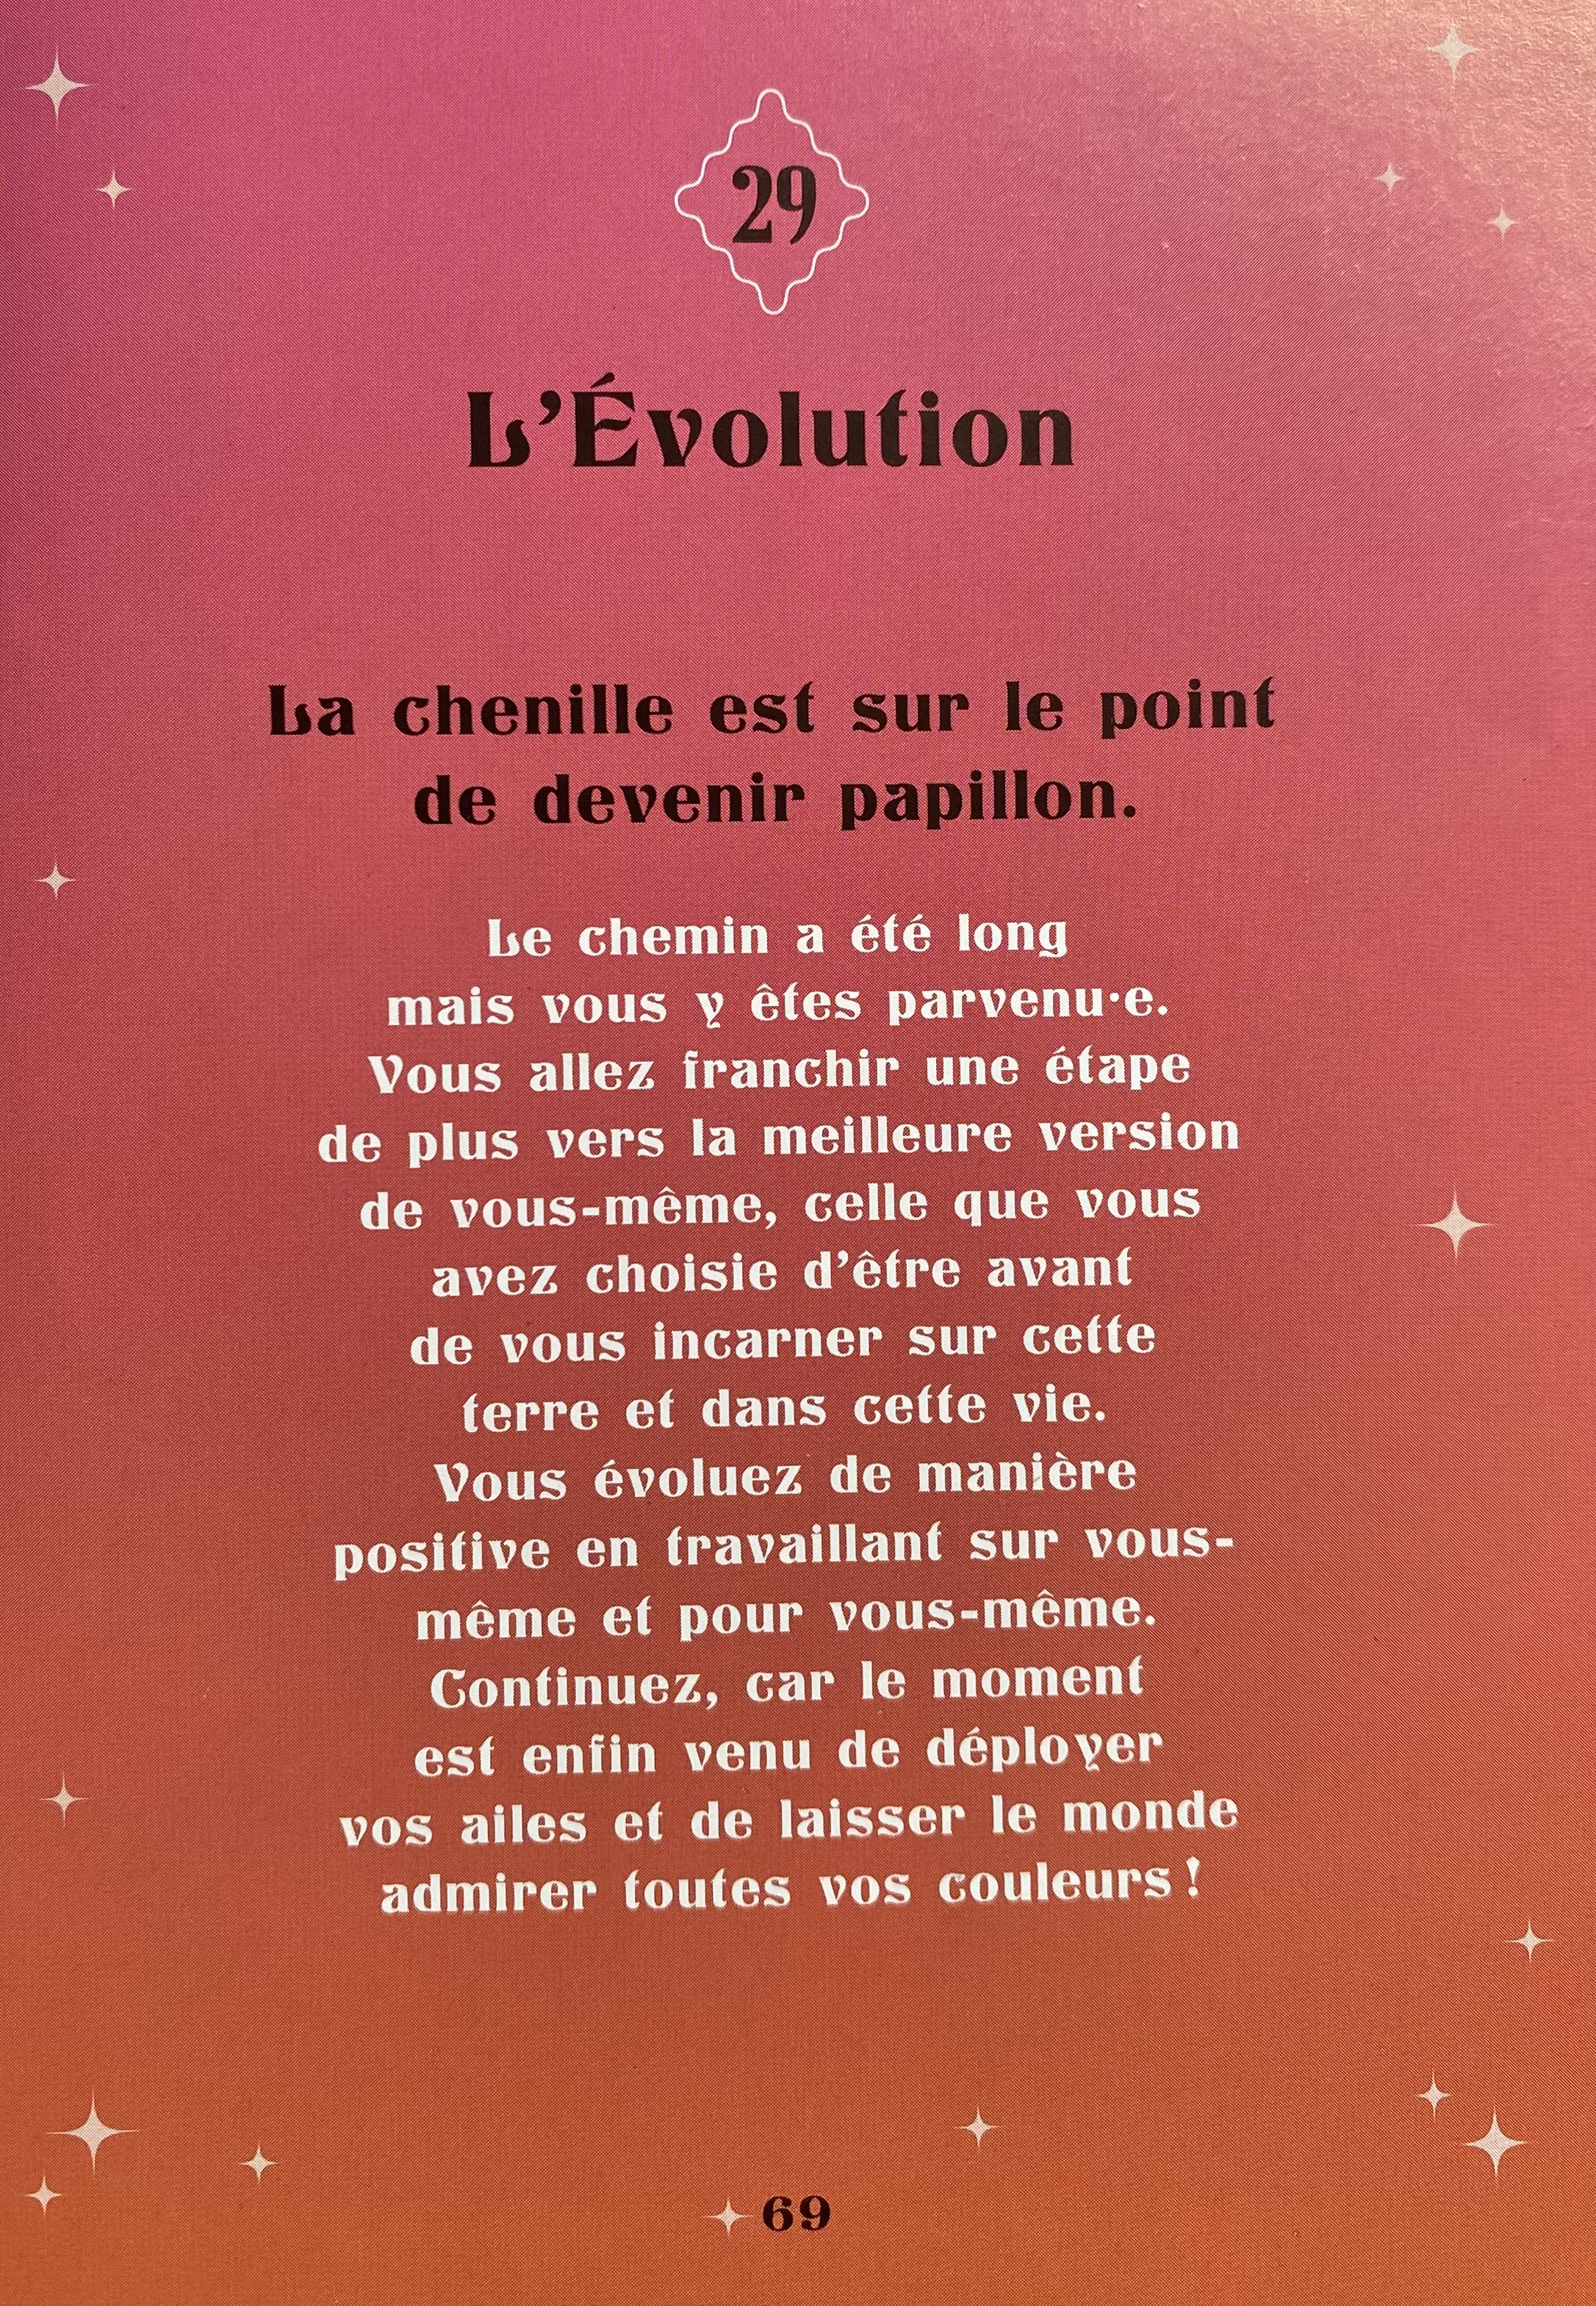 29
L'Évolution
La chenille est sur le point
de devenir papillon.
Le chemin a été long
mais vous y êtes parvenu·e.
Vous allez franchir une étape
de plus vers la meilleure version
de vous-même, celle que vous
avez choisie d'être avant
de vous incarner sur cette
terre et dans cette vie.
Vous évoluez de manière
positive en travaillant sur vous-
même et pour vous-même.
Continuez, car le moment
est enfin venu de déployer
vos ailes et de laisser le monde
admirer toutes vos couleurs !
69